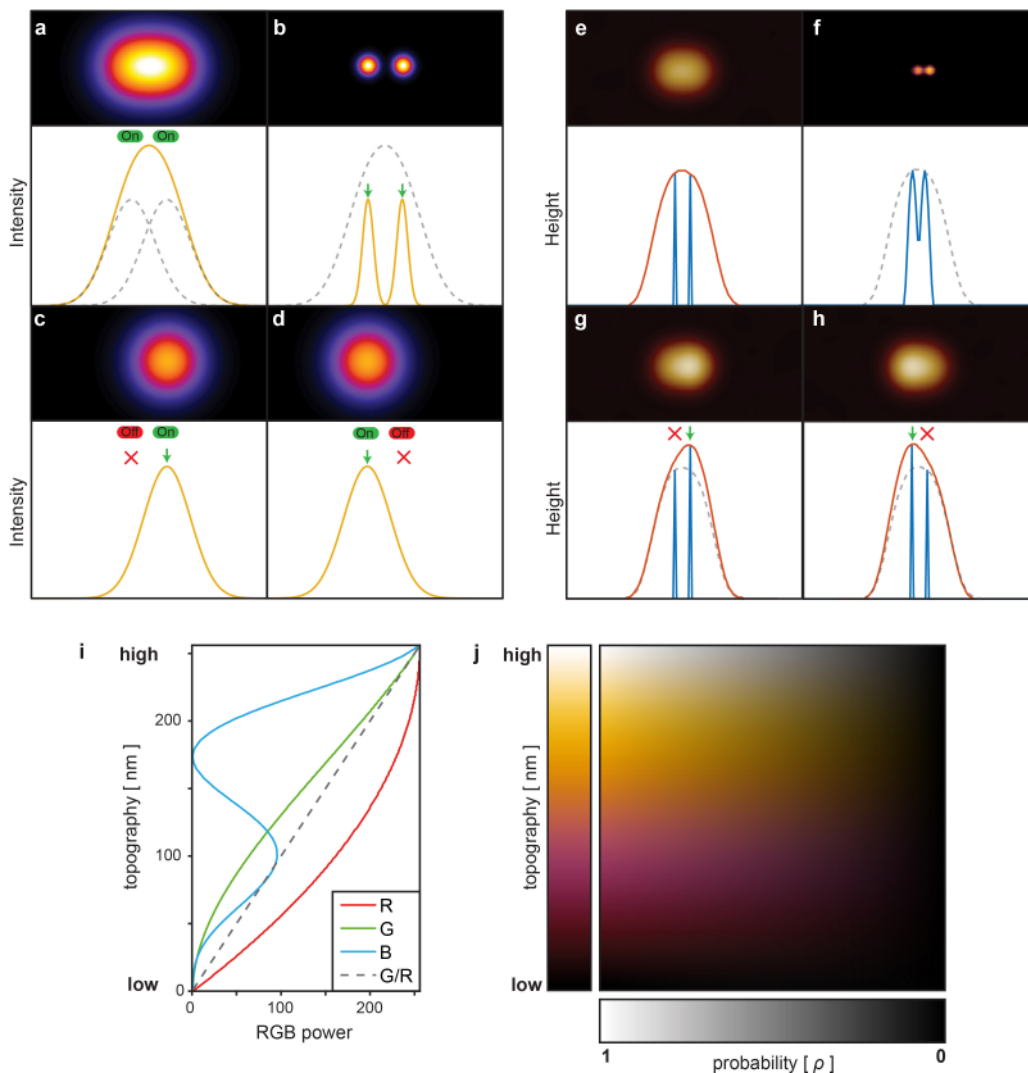 a b e f
On On
Intensity Height
c d g h
Off On On Off
Intensity Height
i high j high
200
topography [ nm ] topography [ nm ]
100
R
G
B
G/R
low 0 low
0 100 200
RGB power
1 0
probability [ ρ ]